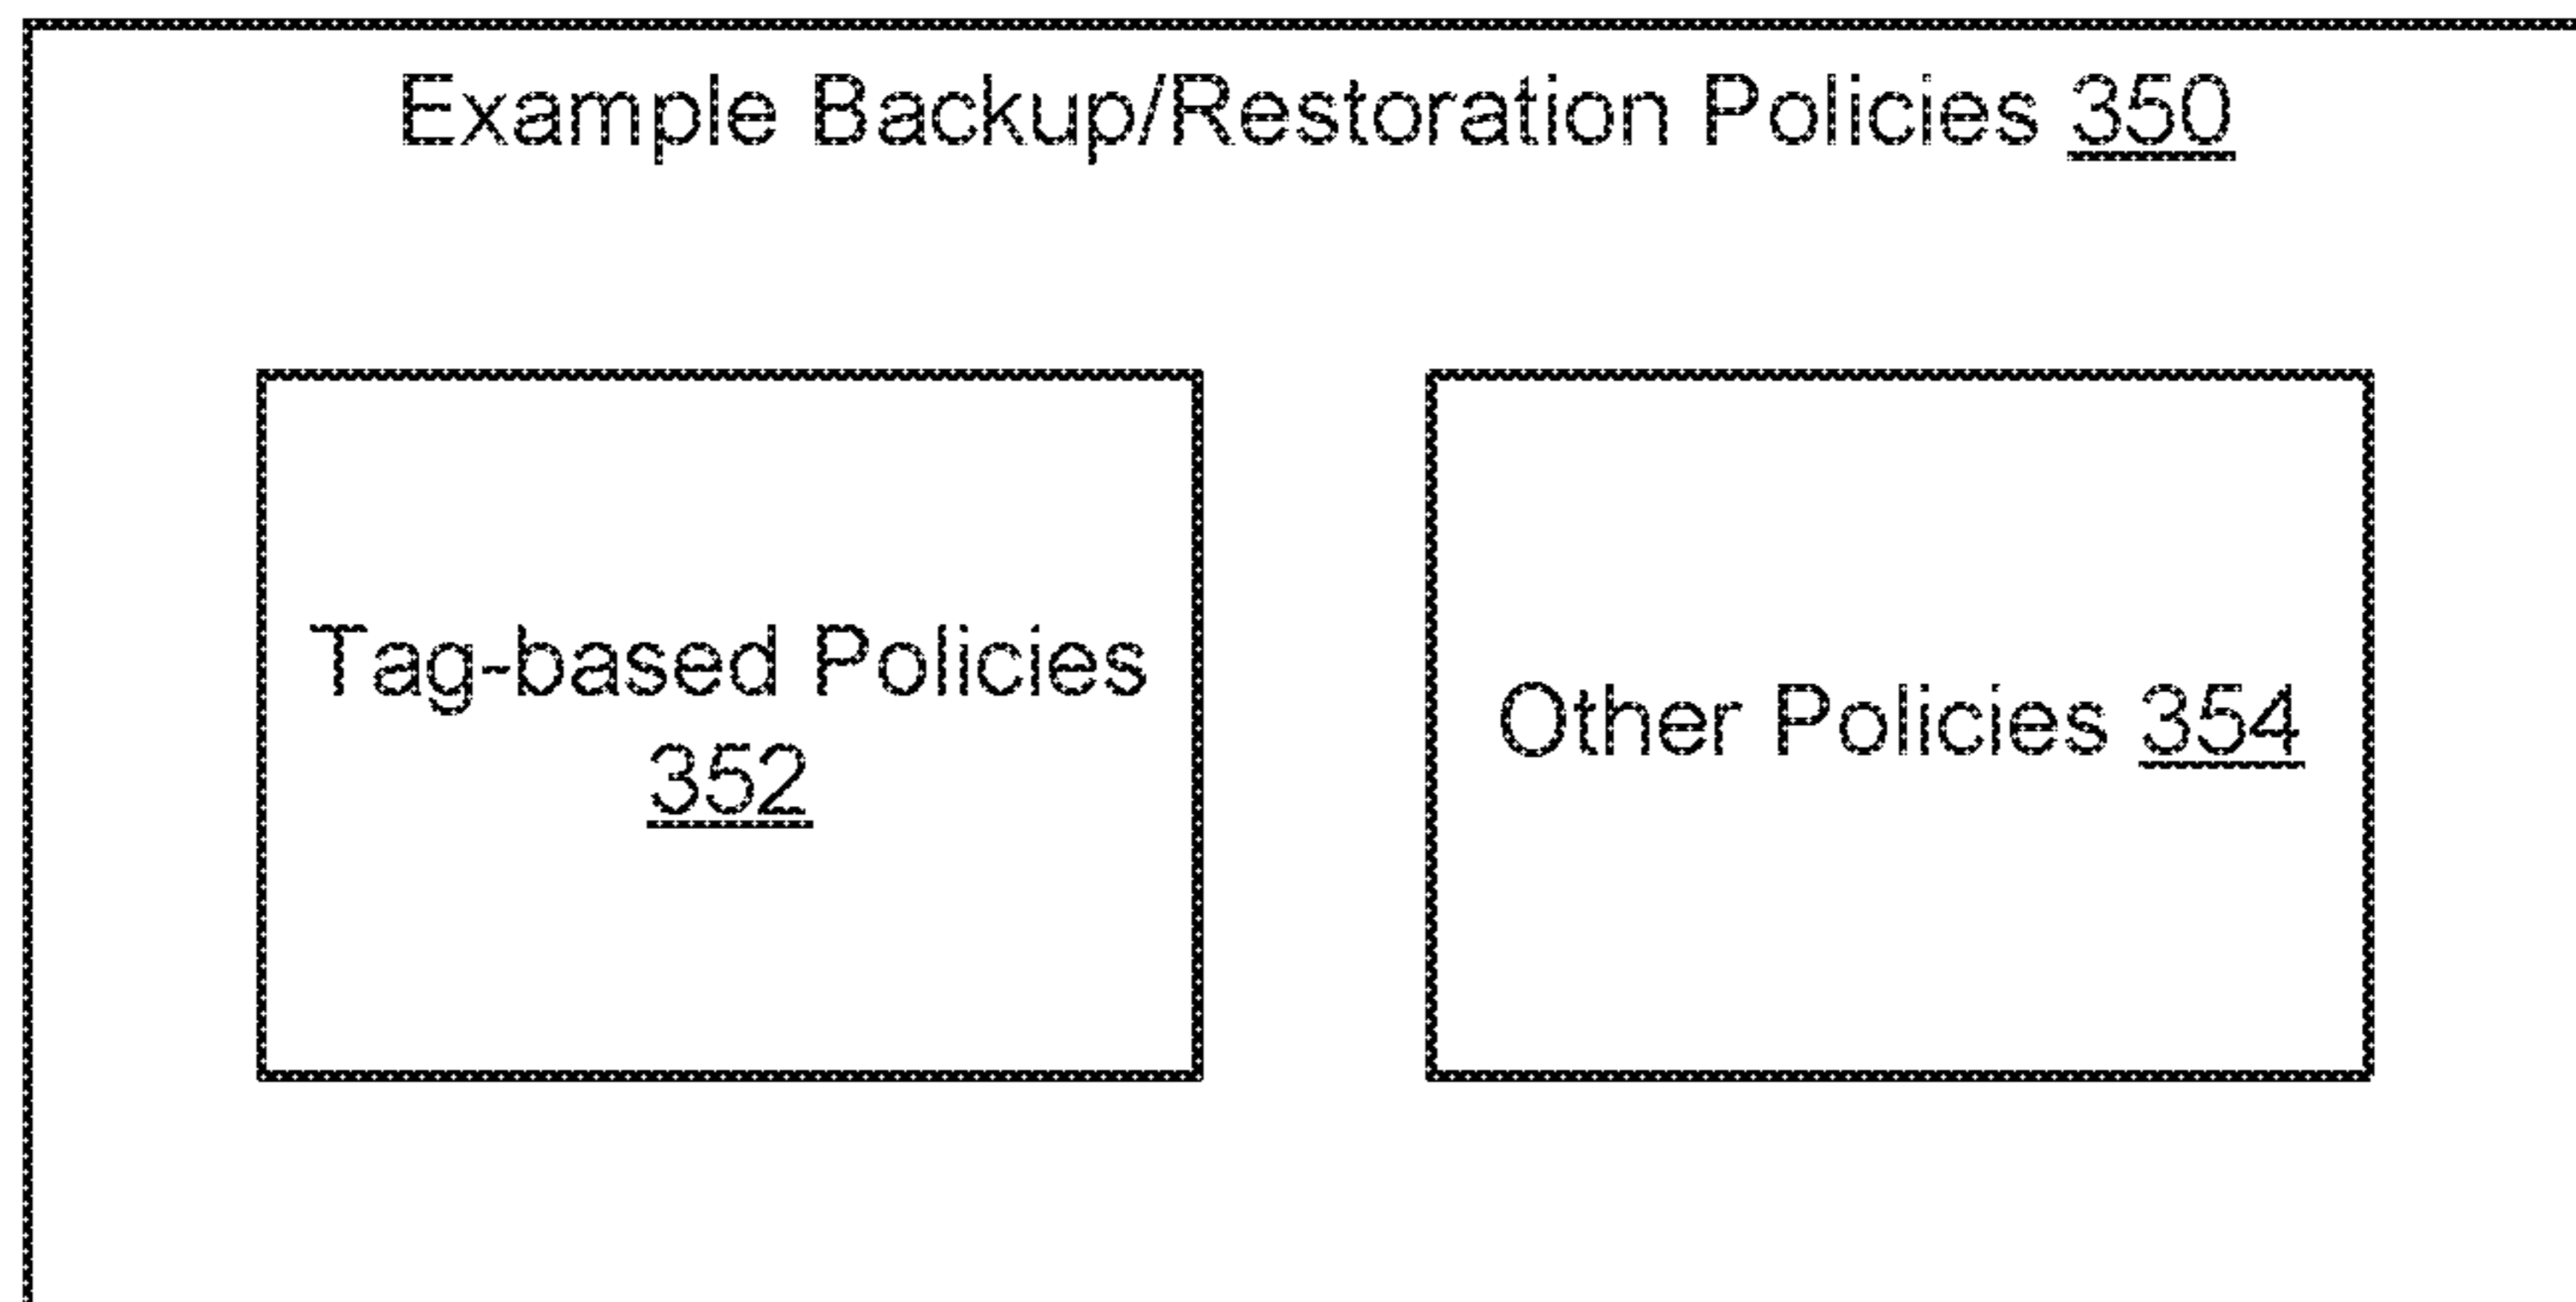 Example Backup/Restoration Policies 350
Tag-based Policies
352
Other Policies 354